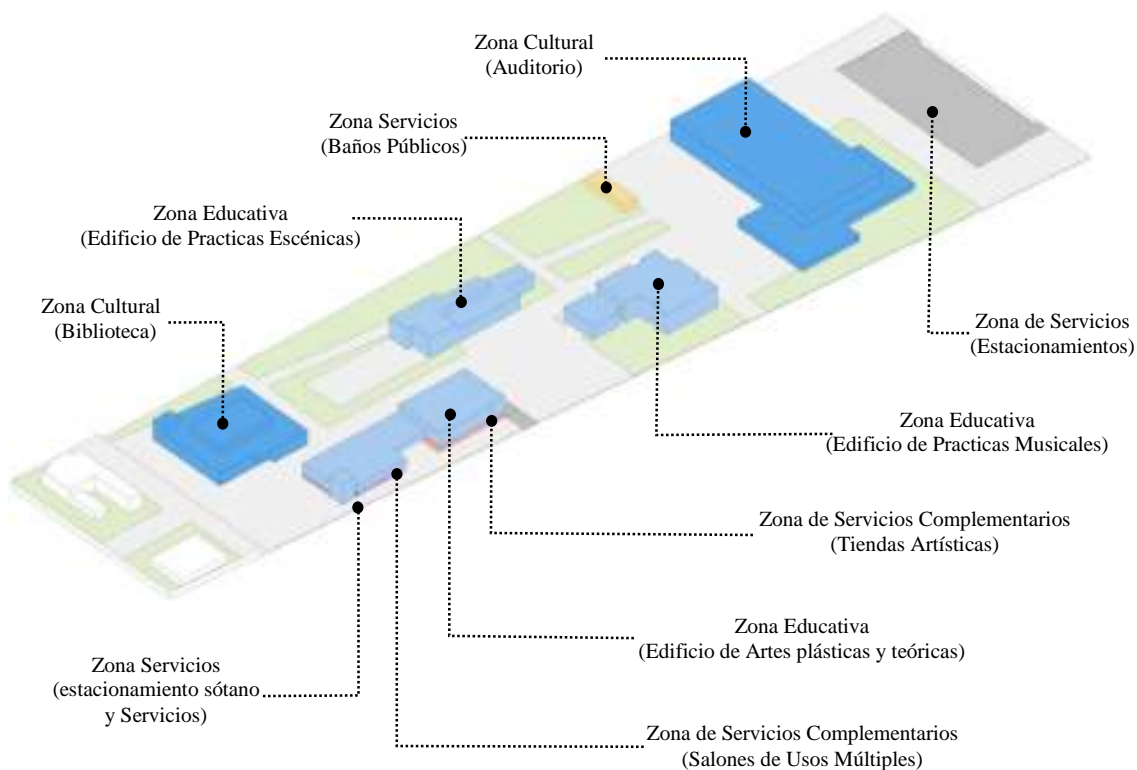 Zona Cultural
(Auditorio)
Zona Servicios
(Baños Públicos)
Zona Educativa
(Edificio de Practicas Escénicas)
Zona Cultural
(Biblioteca)
Zona de Servicios
(Estacionamientos)
Zona Educativa
(Edificio de Practicas Musicales)
Zona de Servicios Complementarios
(Tiendas Artísticas)
Zona Educativa
(Edificio de Artes plásticas y teóricas)
Zona Servicios
(estacionamiento sótano
y Servicios)
Zona de Servicios Complementarios
(Salones de Usos Múltiples)